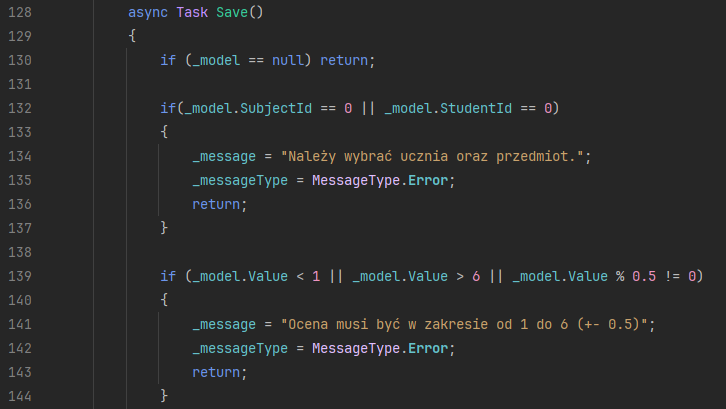 128 async Task Save()
129 {
130 if (_model == null) return;
131
132 if(_model.SubjectId == 0 || _model.StudentId == 0)
133 {
134 _message = "Należy wybrać ucznia oraz przedmiot.";
135 _messageType = MessageType.Error;
136 return;
137 }
138
139 if (_model.Value < 1 || _model.Value > 6 || _model.Value % 0.5 != 0)
140 {
141 _message = "Ocena musi być w zakresie od 1 do 6 (+- 0.5)";
142 _messageType = MessageType.Error;
143 return;
144 }